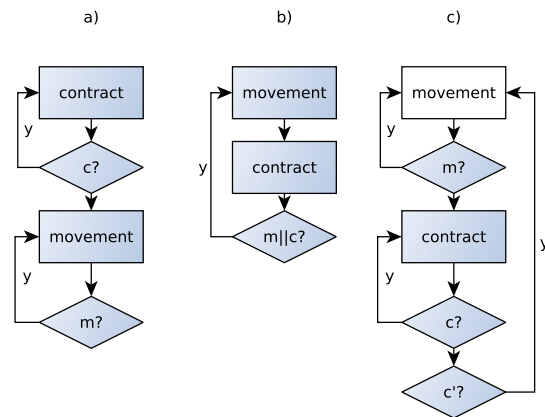 a)
contract
y
c?
movement
y
m?
b)
movement
contract
y
m||c?
c)
movement
y
m?
contract
y
c?
c'?
y